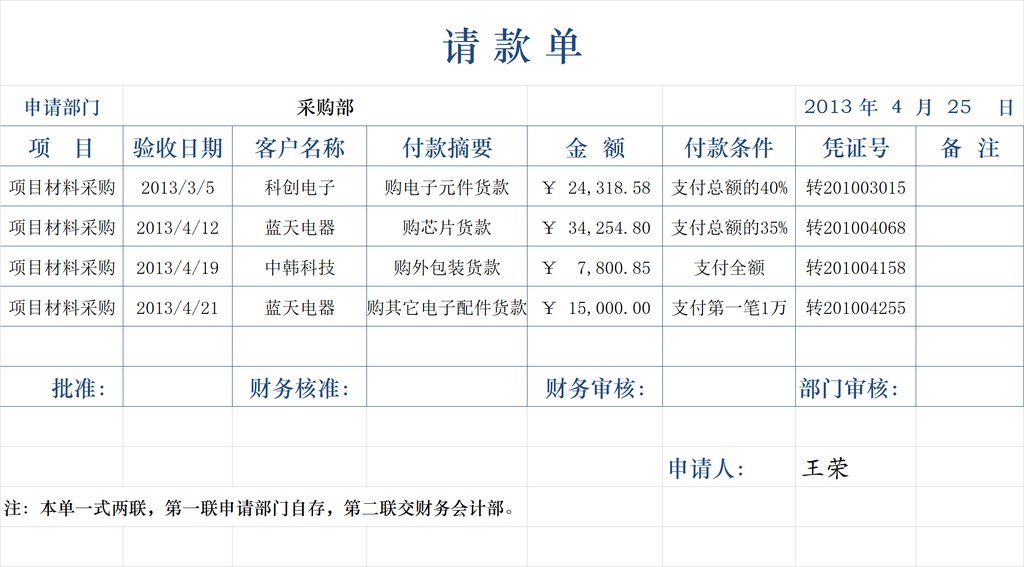 请款单
申请部门 采购部 2013 年 4 月 25 日
项 目 验收日期 客户名称 付款摘要 金 额 付款条件 凭证号 备 注
项目材料采购 2013/3/5 科创电子 购电子元件货款 ¥ 24,318.58 支付总额的40% 转201003015
项目材料采购 2013/4/12 蓝天电器 购芯片货款 ¥ 34,254.80 支付总额的35% 转201004068
项目材料采购 2013/4/19 中韩科技 购外包装货款 ¥ 7,800.85 支付全额 转201004158
项目材料采购 2013/4/21 蓝天电器 购其它电子配件货款 ¥ 15,000.00 支付第一笔1万 转201004255
批准: 财务核准: 财务审核: 部门审核:
申请人: 王荣
注: 本单一式两联，第一联申请部门自存，第二联交财务会计部。